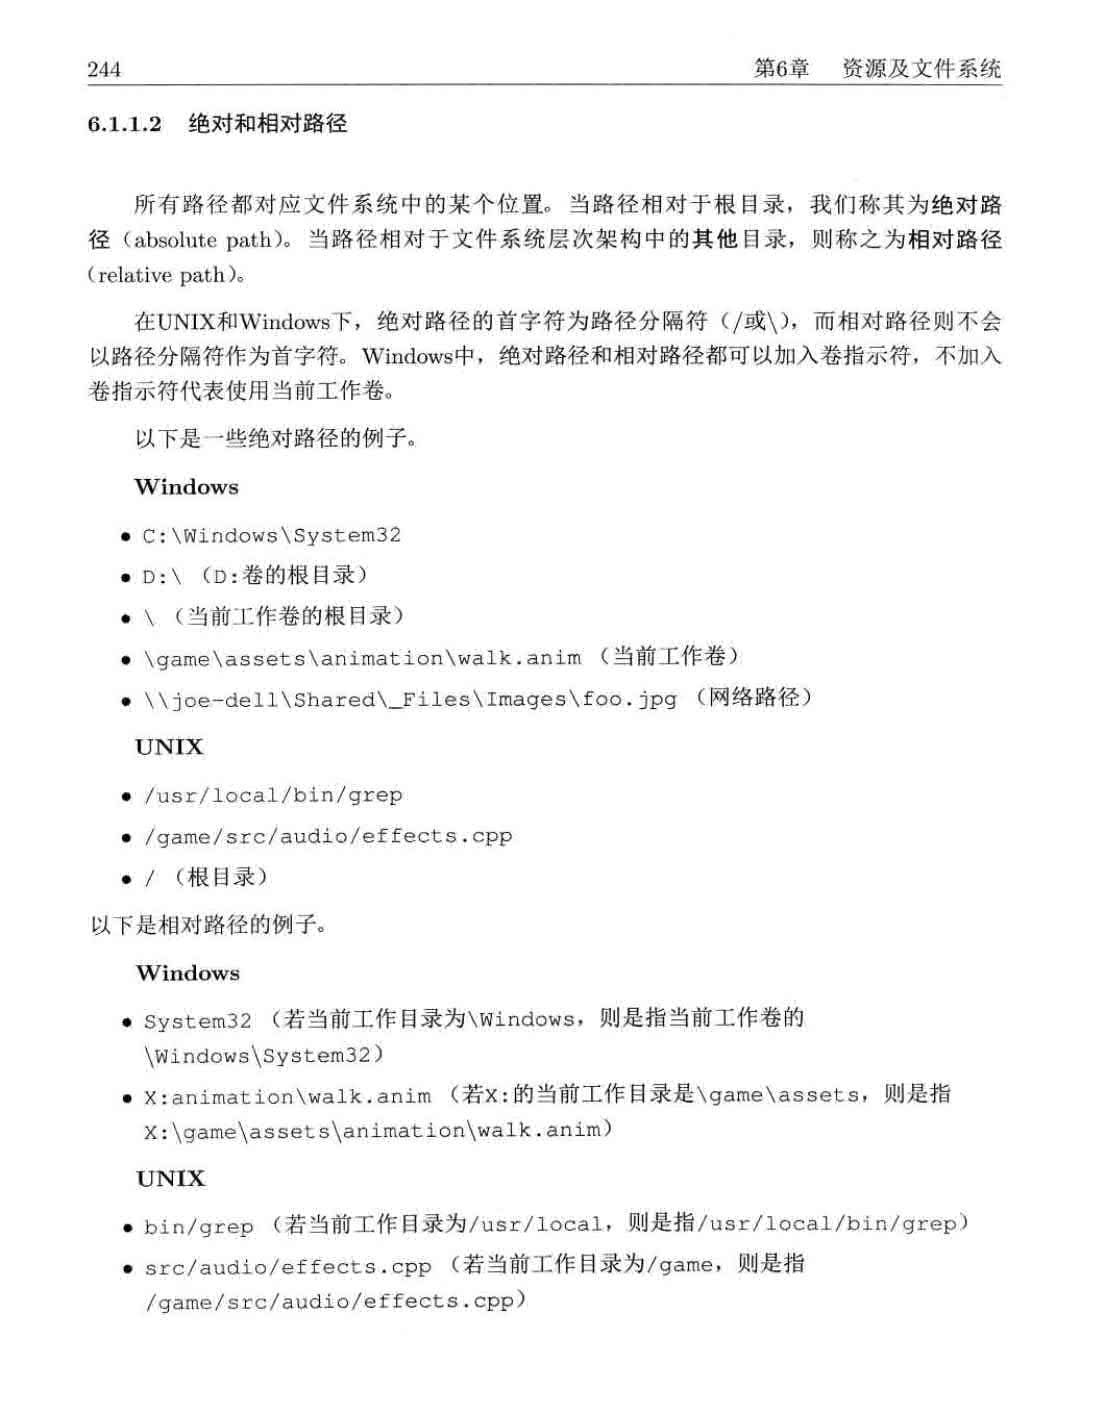 244
第6章 资源及文件系统
6.1.1.2 绝对和相对路径
所有路径都对应文件系统中的某个位置。当路径相对于根目录，我们称其为绝对路
径（absolute path）。当路径相对于文件系统层次架构中的其他目录，则称之为相对路径
（relative path）。
在UNIX和Windows下，绝对路径的首字符为路径分隔符（/或\），而相对路径则不会
以路径分隔符作为首字符。Windows中，绝对路径和相对路径都可以加入卷指示符，不加入
卷指示符代表使用当前工作卷。
以下是一些绝对路径的例子。
Windows
• C:\Windows\System32
• D:\ （D:卷的根目录）
• \ （当前工作卷的根目录）
• \game\assets\animation\walk.anim （当前工作卷）
• \\joe-dell\Shared\_Files\Images\foo.jpg （网络路径）
UNIX
• /usr/local/bin/grep
• /game/src/audio/effects.cpp
• / （根目录）
以下是相对路径的例子。
Windows
• System32 （若当前工作目录为\Windows，则是指当前工作卷的
\Windows\System32）
• X:animation\walk.anim （若X:的当前工作目录是\game\assets，则是指
X:\game\assets\animation\walk.anim）
UNIX
• bin/grep （若当前工作目录为/usr/local，则是指/usr/local/bin/grep）
• src/audio/effects.cpp （若当前工作目录为/game，则是指
/game/src/audio/effects.cpp）